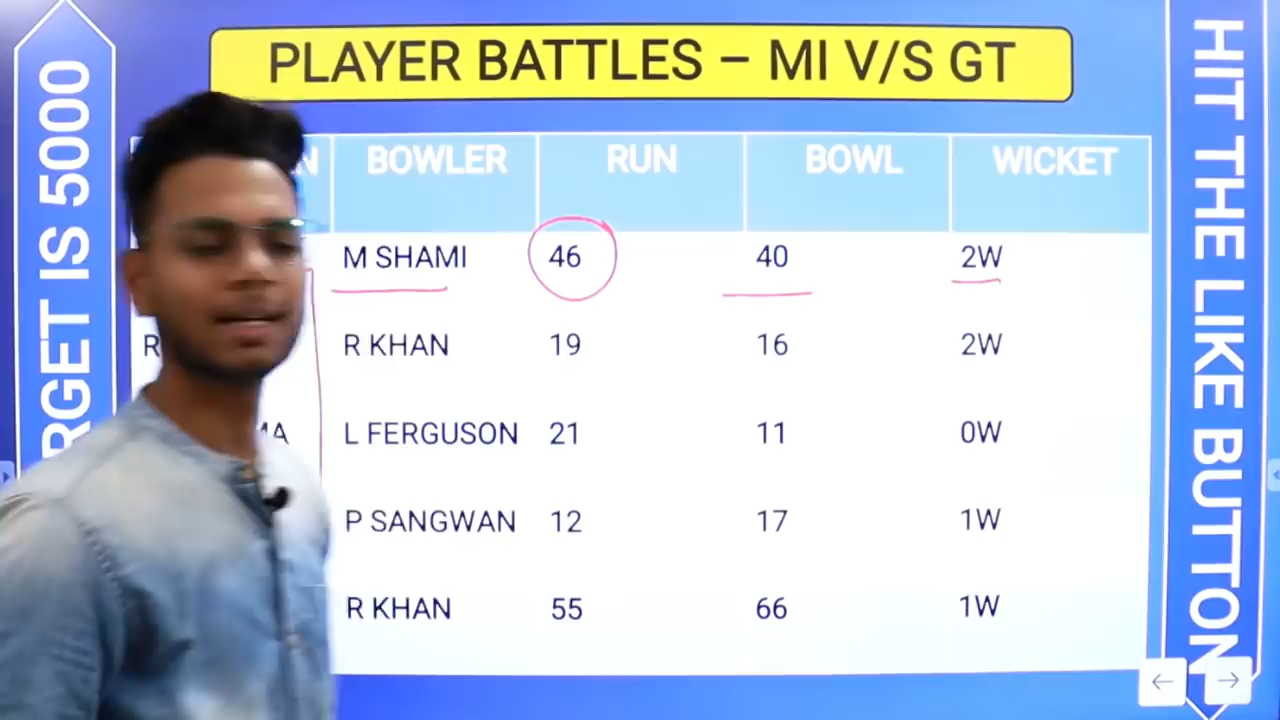 PLAYER BATTLES – MI V/S GT
RGET IS 5000
BOWLER RUN BOWL WICKET
M SHAMI 46 40 2W
R KHAN 19 16 2W
L FERGUSON 21 11 0W
P SANGWAN 12 17 1W
R KHAN 55 66 1W
HIT THE LIKE BUTTON